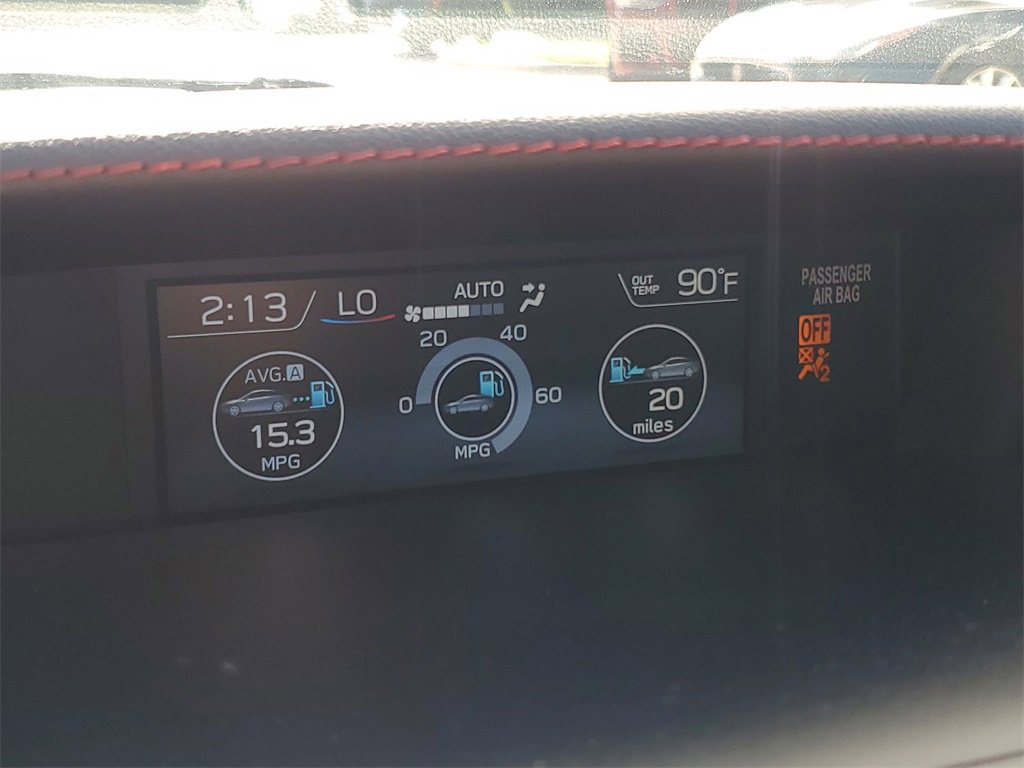 2:13
LO
AUTO
OUT
TEMP
90°F
PASSENGER
AIR BAG
OFF
2
AVG. A
15.3
MPG
0
20
40
60
MPG
20
miles